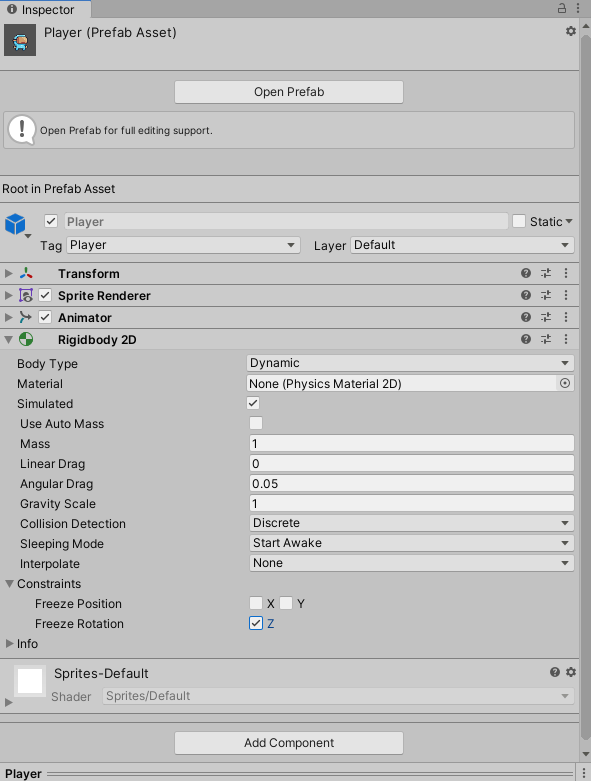 Inspector
Player (Prefab Asset)
Open Prefab
Open Prefab for full editing support.
Root in Prefab Asset
Player
Static
Tag Player Layer Default
Transform
Sprite Renderer
Animator
Rigidbody 2D
Body Type Dynamic
Material None (Physics Material 2D)
Simulated
Use Auto Mass
Mass 1
Linear Drag 0
Angular Drag 0.05
Gravity Scale 1
Collision Detection Discrete
Sleeping Mode Start Awake
Interpolate None
Constraints
Freeze Position X Y
Freeze Rotation Z
Info
Sprites-Default
Shader Sprites/Default
Add Component
Player